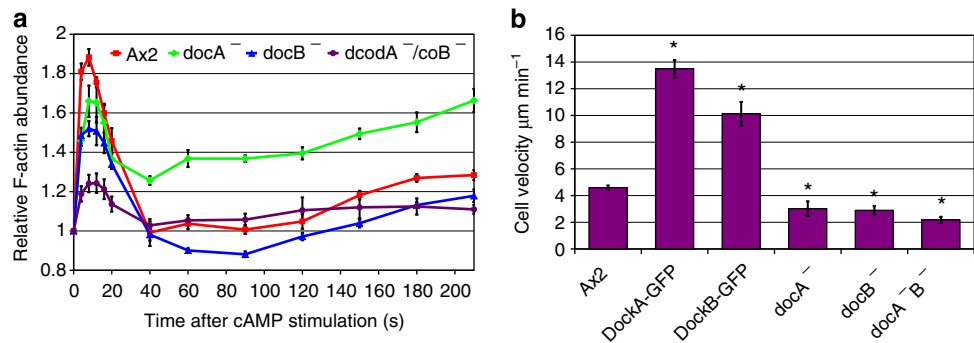 a
Relative F-actin abundance
2
1.8
1.6
1.4
1.2
1
0.8
Ax2 docA⁻ docB⁻ dcodA⁻/coB⁻
0 20 40 60 80 100 120 140 160 180 200
Time after cAMP stimulation (s)
b
Cell velocity μm min⁻¹
16
14
12
10
8
6
4
2
0
*
*
*
*
*
Ax2
DockA-GFP
DockB-GFP
docA⁻
docB⁻
docA⁻B⁻